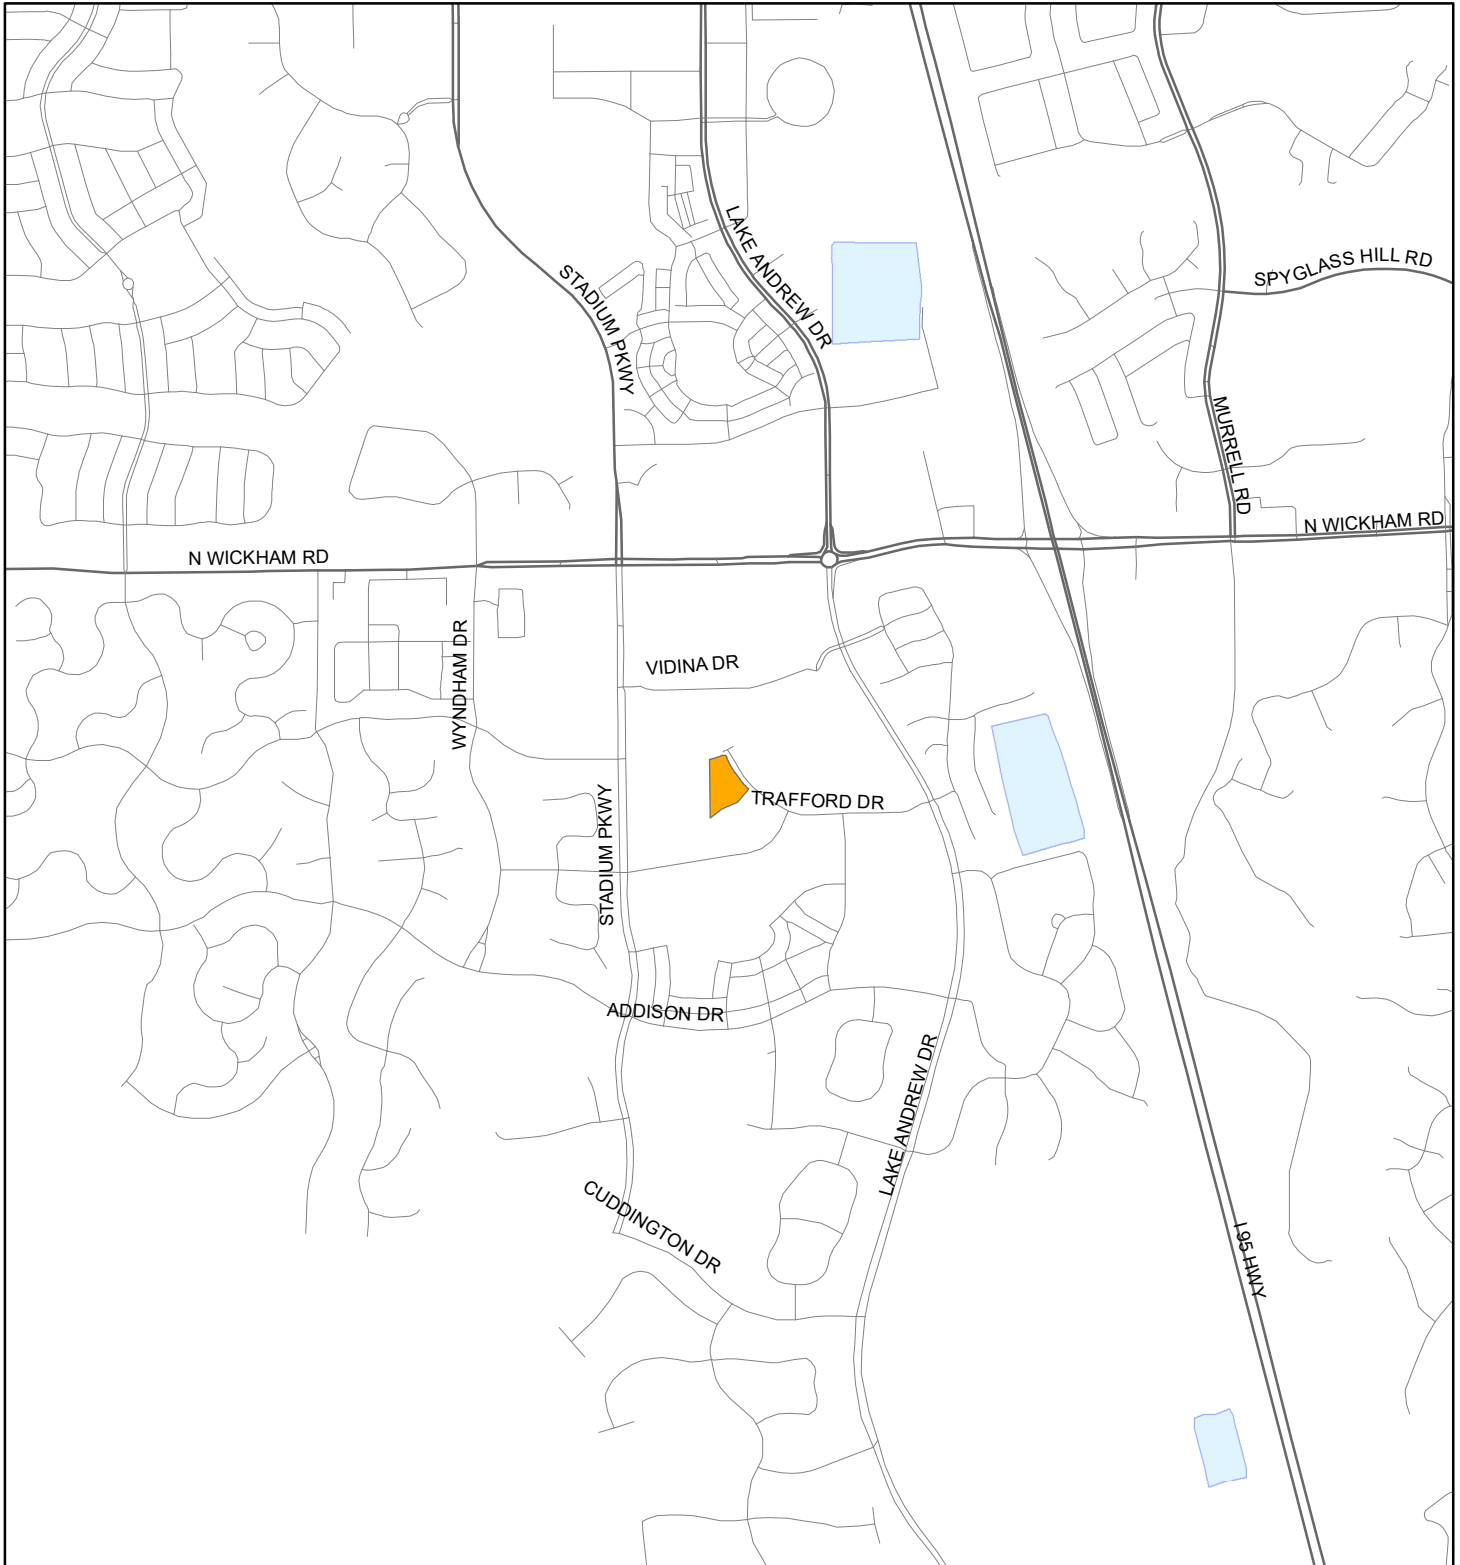 LAKE ANDREW DR
SPYGLASS HILL RD
STADIUM PKWY
MURRELL RD
N WICKHAM RD
N WICKHAM RD
WYNDHAM DR
VIDINA DR
STADIUM PKWY
TRAFFORD DR
ADDISON DR
LAKE ANDREW DR
CUDDINGTON DR
I 95 HWY